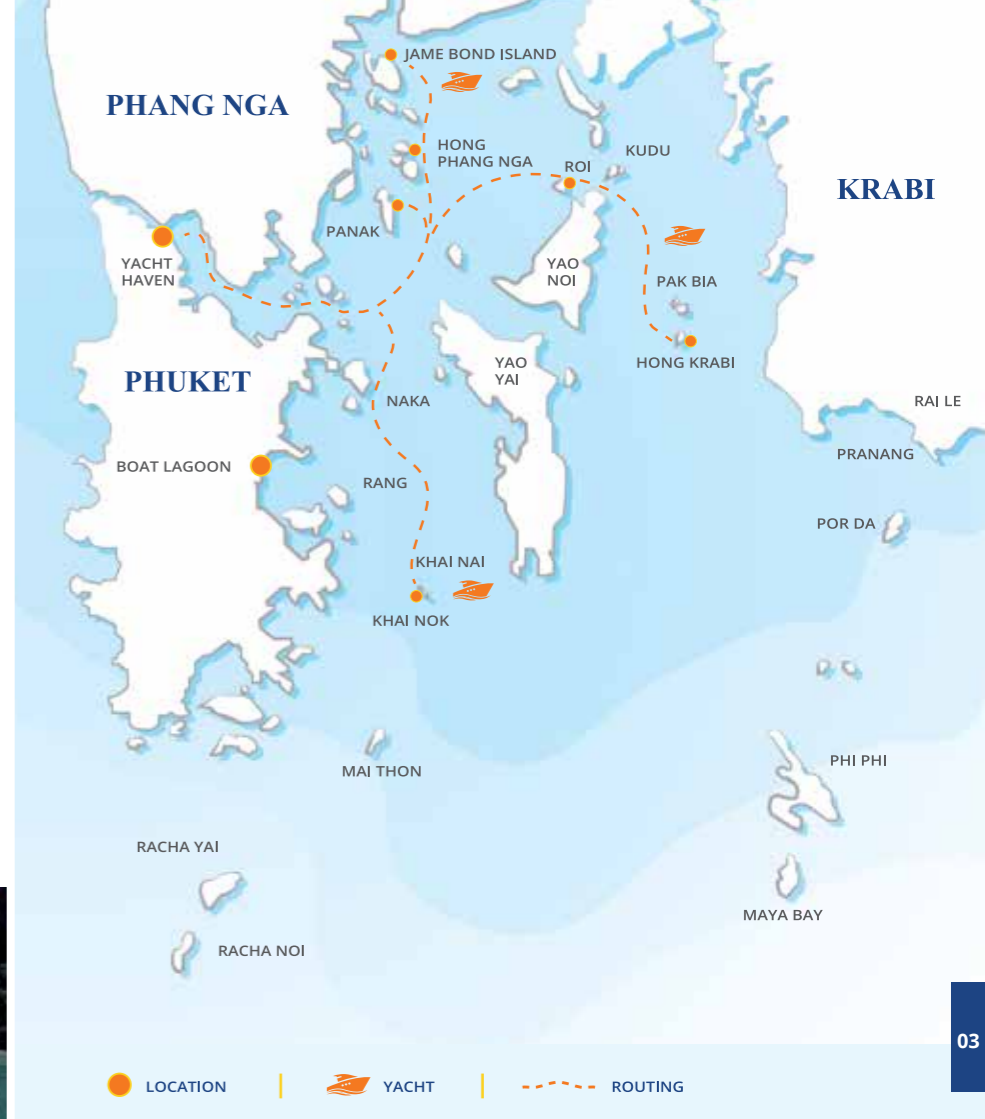 JAME BOND ISLAND
PHANG NGA
HONG
PHANG NGA
KUDU
ROI
KRABI
PANAK
YACHT
HAVEN
YAO
NOI
PAK BIA
HONG KRABI
YAO
YAI
PHUKET
NAKA
RAI LE
PRANANG
BOAT LAGOON
RANG
POR DA
KHAI NAI
KHAI NOK
PHI PHI
MAI THON
RACHA YAI
MAYA BAY
RACHA NOI
03
LOCATION
YACHT
ROUTING